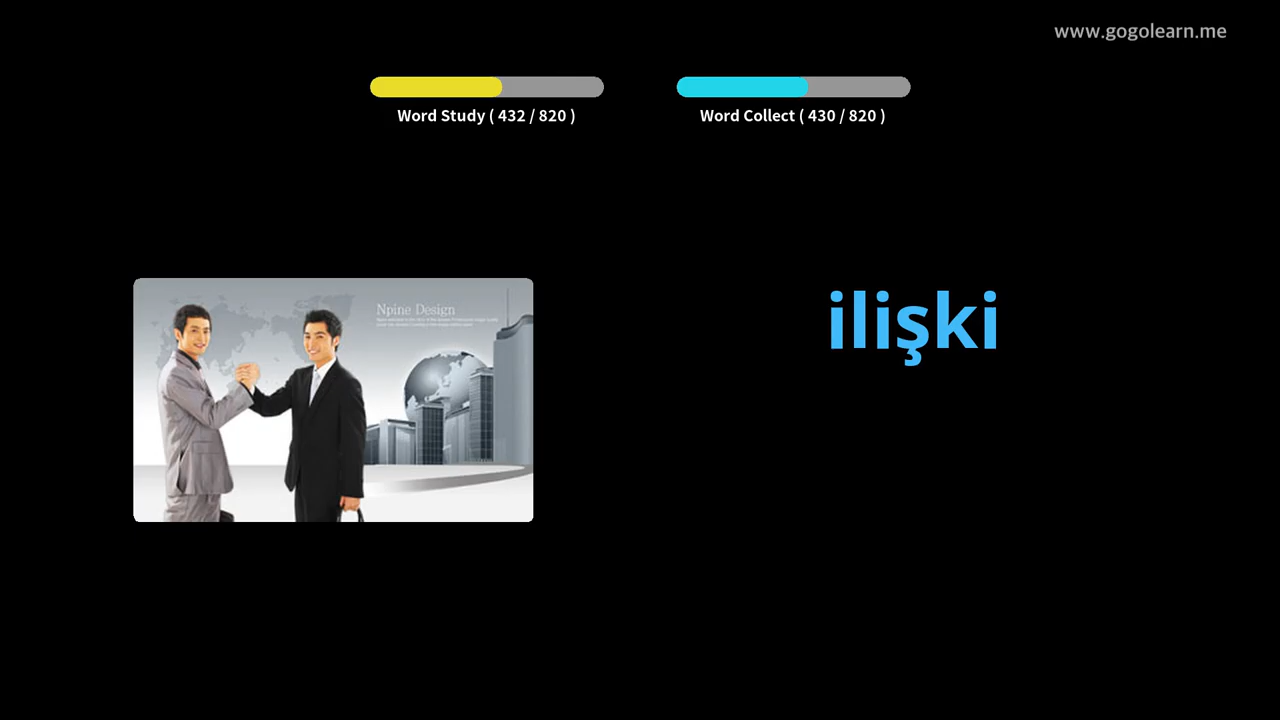 www.gogolearn.me
Word Study ( 432 / 820 )
Word Collect ( 430 / 820 )
Npine Design
ilişki